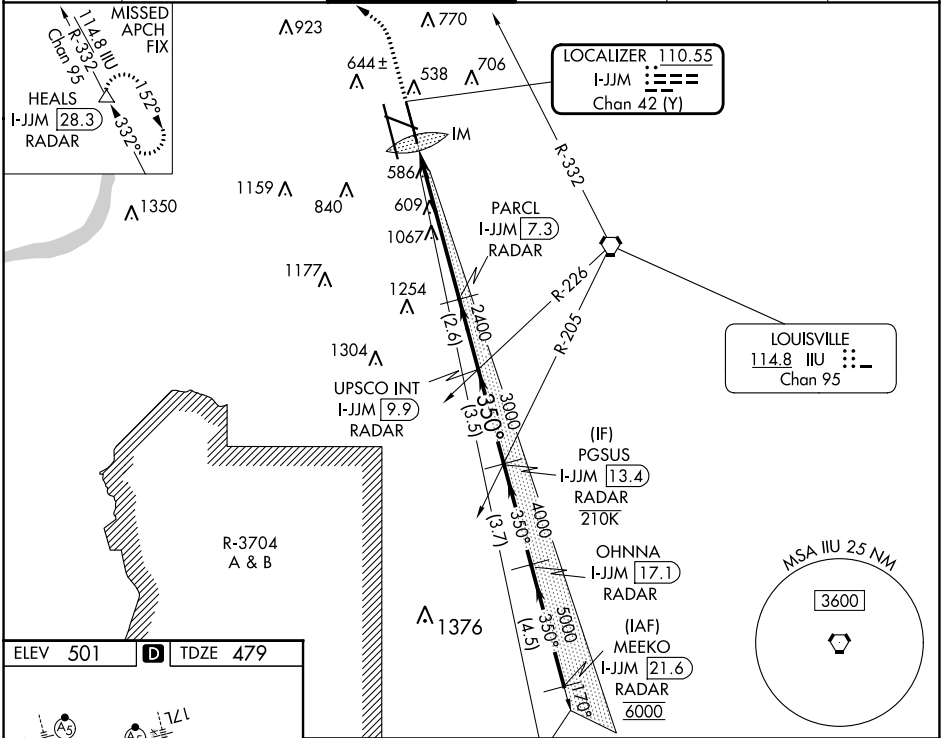 MISSED
APCH
FIX
114.8 IIU
R-332
Chan 95
HEALS
I-JJM 28.3
RADAR
152°
332°
923
770
644±
538
706
LOCALIZER 110.55
I-JJM
Chan 42 (Y)
IM
R-332
586
1159
840
609
1067
1350
PARCL
I-JJM 7.3
RADAR
1177
1254
R-226
R-205
2400
(2.6)
LOUISVILLE
114.8 IIU
Chan 95
1304
UPSCO INT
I-JJM 9.9
RADAR
350°
3000
(3.5)
(IF)
PGSUS
I-JJM 13.4
RADAR
210K
R-3704
A & B
350°
4000
(3.7)
OHNNA
I-JJM 17.1
RADAR
MSA IIU 25 NM
3600
1376
350°
5000
(4.5)
(IAF)
MEEKO
I-JJM 21.6
RADAR
6000
170°
ELEV 501 D TDZE 479
A5
A5
17L